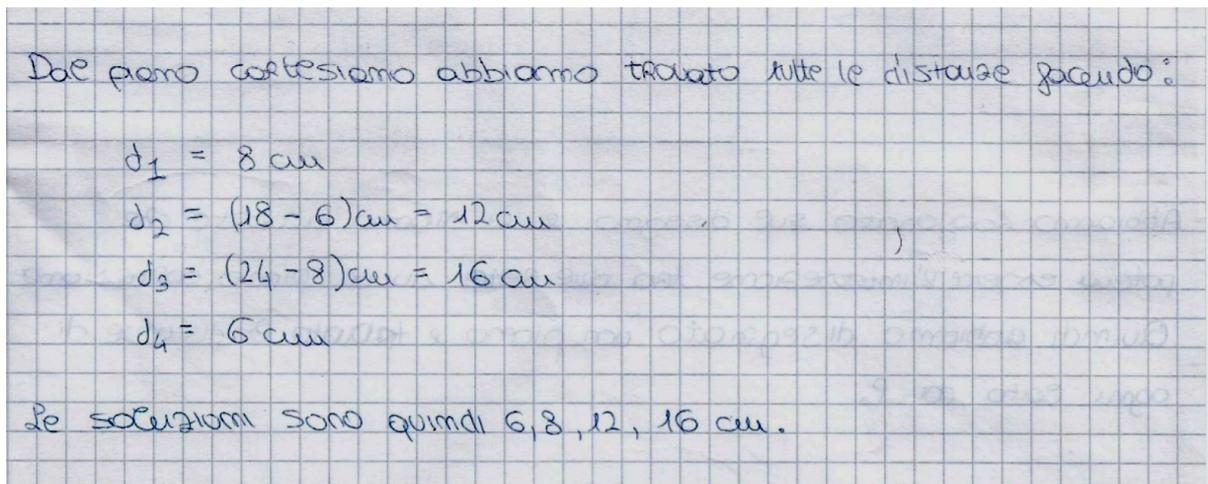 Dal piano cartesiano abbiamo trovato tutte le distanze facendo:
d₁ = 8 cm
d₂ = (18 - 6) cm = 12 cm
d₃ = (24 - 8) cm = 16 cm
d₄ = 6 cm
Le soluzioni sono quindi 6, 8, 12, 16 cm.